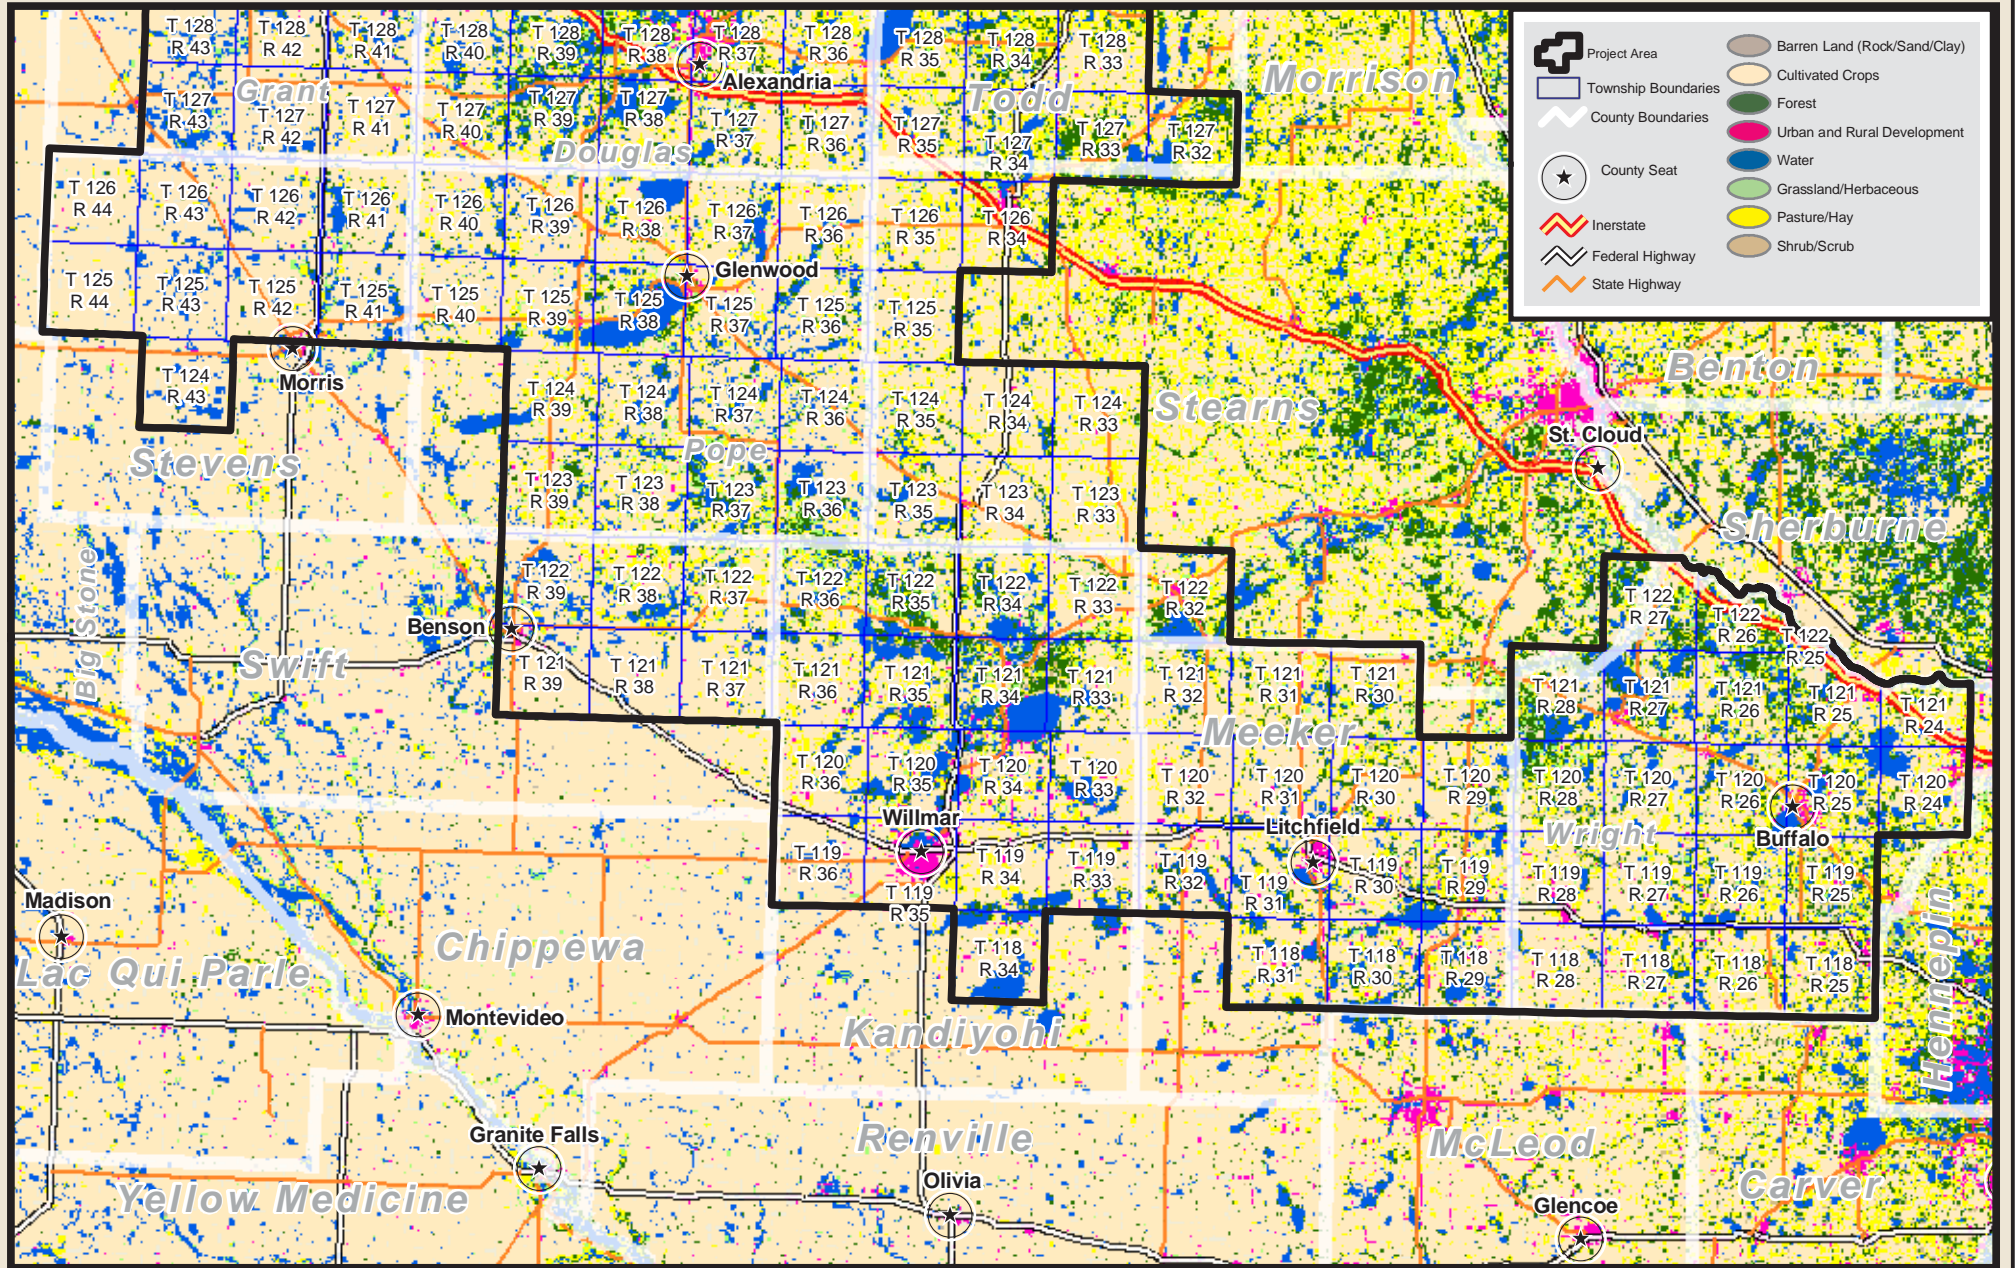 T 128
R 43
T 128
R 42
T 128
R 41
T 128
R 40
T 128
R 39
T 128
R 38
T 128
R 37
T 128
R 36
T 128
R 35
T 128
R 34
T 128
R 33
Alexandria
Grant
Todd
Morrison
T 127
R 43
T 127
R 42
T 127
R 41
T 127
R 40
T 127
R 39
T 127
R 38
T 127
R 37
T 127
R 36
T 127
R 35
T 127
R 34
T 127
R 33
T 127
R 32
Douglas
T 126
R 44
T 126
R 43
T 126
R 42
T 126
R 41
T 126
R 40
T 126
R 39
T 126
R 38
T 126
R 37
T 126
R 36
T 126
R 35
T 126
R 34
Glenwood
T 125
R 44
T 125
R 43
T 125
R 42
T 125
R 41
T 125
R 40
T 125
R 39
T 125
R 38
T 125
R 37
T 125
R 36
T 125
R 35
Morris
T 124
R 43
T 124
R 39
T 124
R 38
T 124
R 37
T 124
R 36
T 124
R 35
T 124
R 34
T 124
R 33
Stearns
Benton
St. Cloud
Stevens
Pope
T 123
R 39
T 123
R 38
T 123
R 37
T 123
R 36
T 123
R 35
T 123
R 34
T 123
R 33
Sherburne
Big Stone
T 122
R 39
T 122
R 38
T 122
R 37
T 122
R 36
T 122
R 35
T 122
R 34
T 122
R 33
T 122
R 32
T 122
R 27
T 122
R 26
T 122
R 25
Benson
Swift
T 121
R 39
T 121
R 38
T 121
R 37
T 121
R 36
T 121
R 35
T 121
R 34
T 121
R 33
T 121
R 32
T 121
R 31
T 121
R 30
T 121
R 28
T 121
R 27
T 121
R 26
T 121
R 25
T 121
R 24
Meeker
T 120
R 36
T 120
R 35
T 120
R 34
T 120
R 33
T 120
R 32
T 120
R 31
T 120
R 30
T 120
R 29
T 120
R 28
T 120
R 27
T 120
R 26
T 120
R 25
T 120
R 24
Willmar
Litchfield
Wright
Buffalo
T 119
R 36
T 119
R 35
T 119
R 34
T 119
R 33
T 119
R 32
T 119
R 31
T 119
R 30
T 119
R 29
T 119
R 28
T 119
R 27
T 119
R 26
T 119
R 25
Madison
Chippewa
Lac Qui Parle
T 118
R 34
T 118
R 31
T 118
R 30
T 118
R 29
T 118
R 28
T 118
R 27
T 118
R 26
T 118
R 25
Hennepin
Montevideo
Kandiyohi
Granite Falls
Renville
McLeod
Yellow Medicine
Olivia
Carver
Glencoe
Project Area
Township Boundaries
County Boundaries
County Seat
Inerstate
Federal Highway
State Highway
Barren Land (Rock/Sand/Clay)
Cultivated Crops
Forest
Urban and Rural Development
Water
Grassland/Herbaceous
Pasture/Hay
Shrub/Scrub